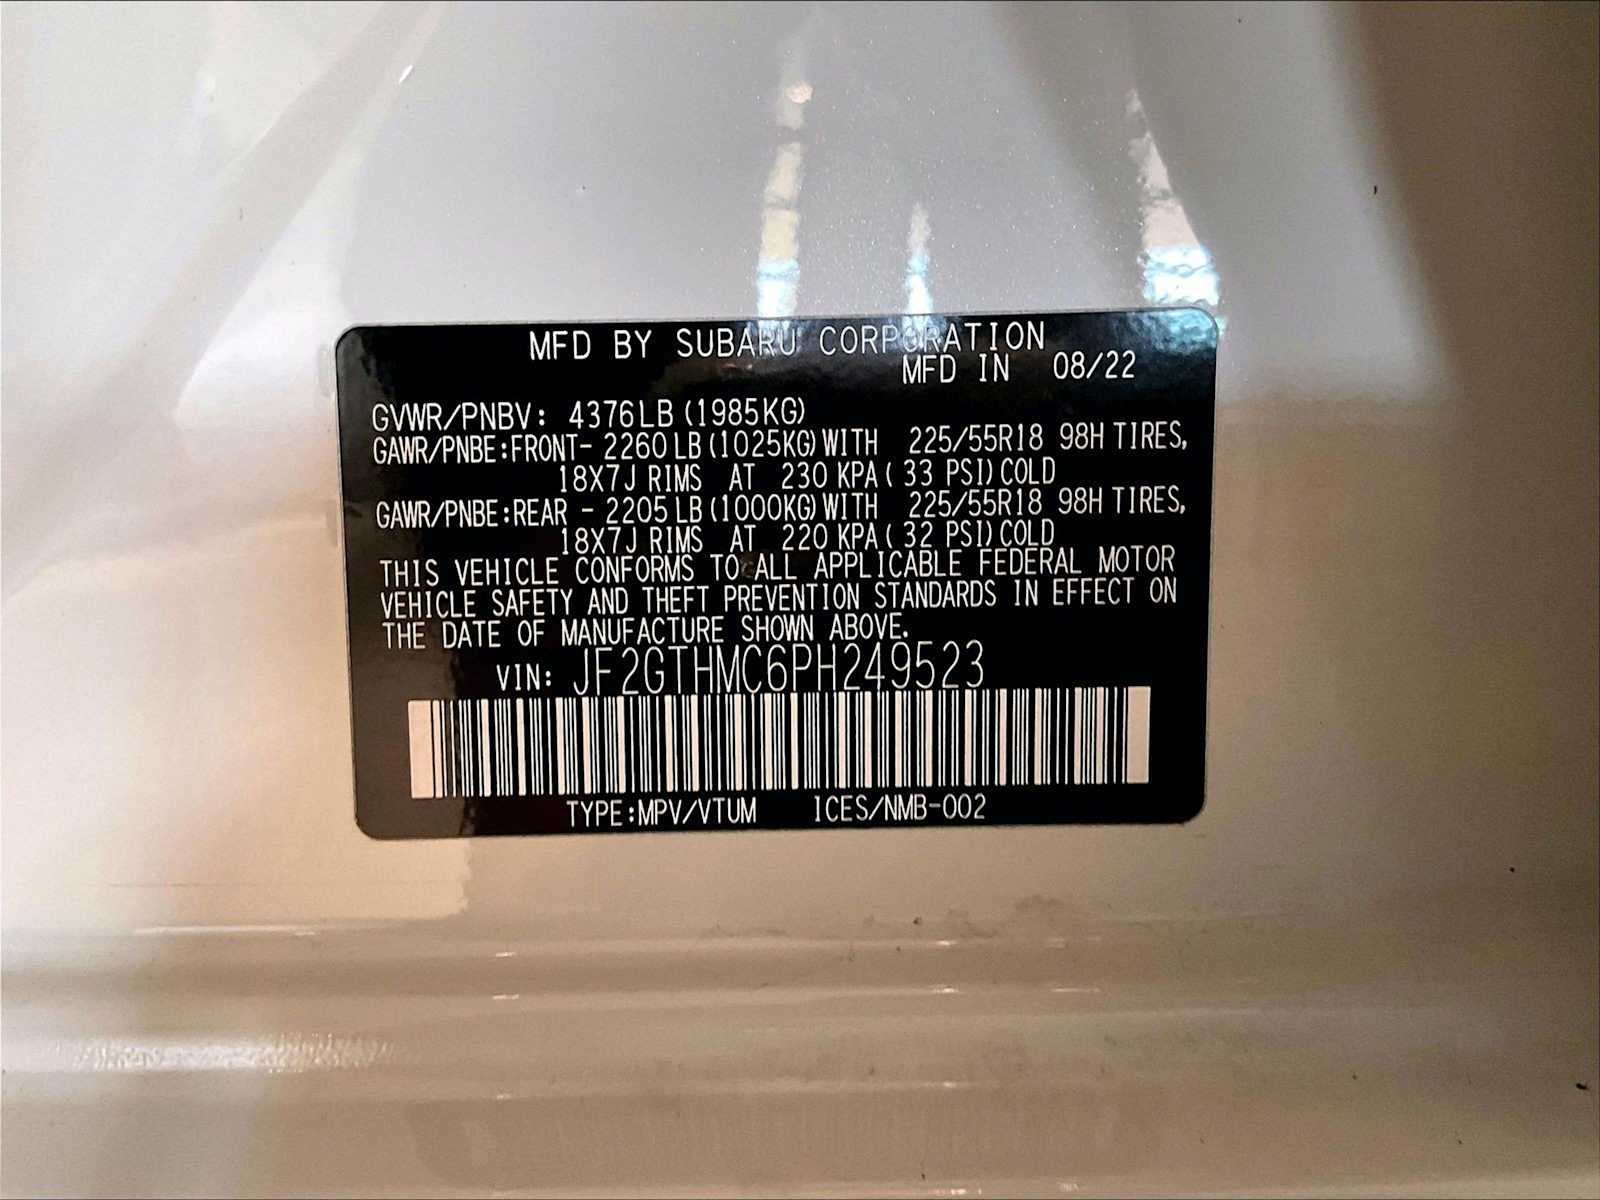 MFD BY SUBARU CORPORATION
MFD IN 08/22
GVWR/PNBV: 4376LB (1985KG)
GAWR/PNBE:FRONT- 2260 LB (1025KG) WITH 225/55R18 98H TIRES,
18X7J RIMS AT 230 KPA ( 33 PSI) COLD
GAWR/PNBE:REAR - 2205 LB (1000KG) WITH 225/55R18 98H TIRES,
18X7J RIMS AT 220 KPA ( 32 PSI) COLD
THIS VEHICLE CONFORMS TO ALL APPLICABLE FEDERAL MOTOR
VEHICLE SAFETY AND THEFT PREVENTION STANDARDS IN EFFECT ON
THE DATE OF MANUFACTURE SHOWN ABOVE.
VIN: JF2GTHMC6PH249523
TYPE:MPV/VTUM ICES/NMB-002